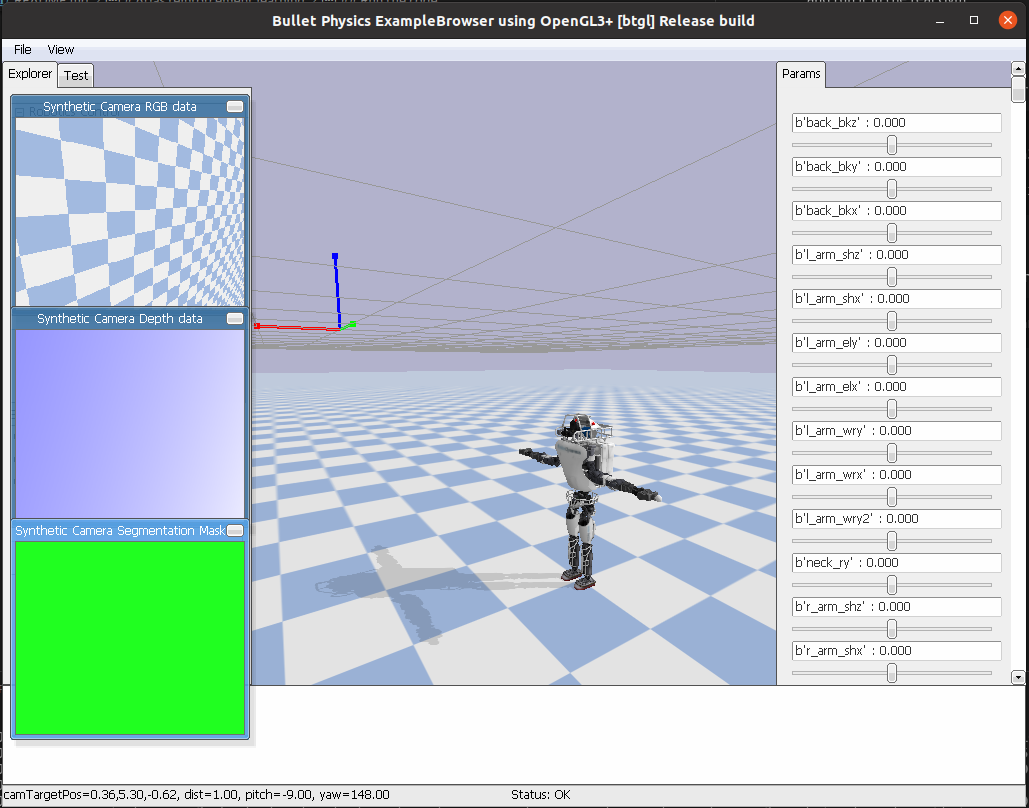 Bullet Physics ExampleBrowser using OpenGL3+ [btgl] Release build
File View
Explorer Test
Synthetic Camera RGB data
Synthetic Camera Depth data
Synthetic Camera Segmentation Mask
Params
b'back_bkz' : 0.000
b'back_bky' : 0.000
b'back_bkx' : 0.000
b'l_arm_shz' : 0.000
b'l_arm_shx' : 0.000
b'l_arm_ely' : 0.000
b'l_arm_elx' : 0.000
b'l_arm_wry' : 0.000
b'l_arm_wrx' : 0.000
b'l_arm_wry2' : 0.000
b'neck_ry' : 0.000
b'r_arm_shz' : 0.000
b'r_arm_shx' : 0.000
camTargetPos=0.36,5.30,-0.62, dist=1.00, pitch=-9.00, yaw=148.00
Status: OK